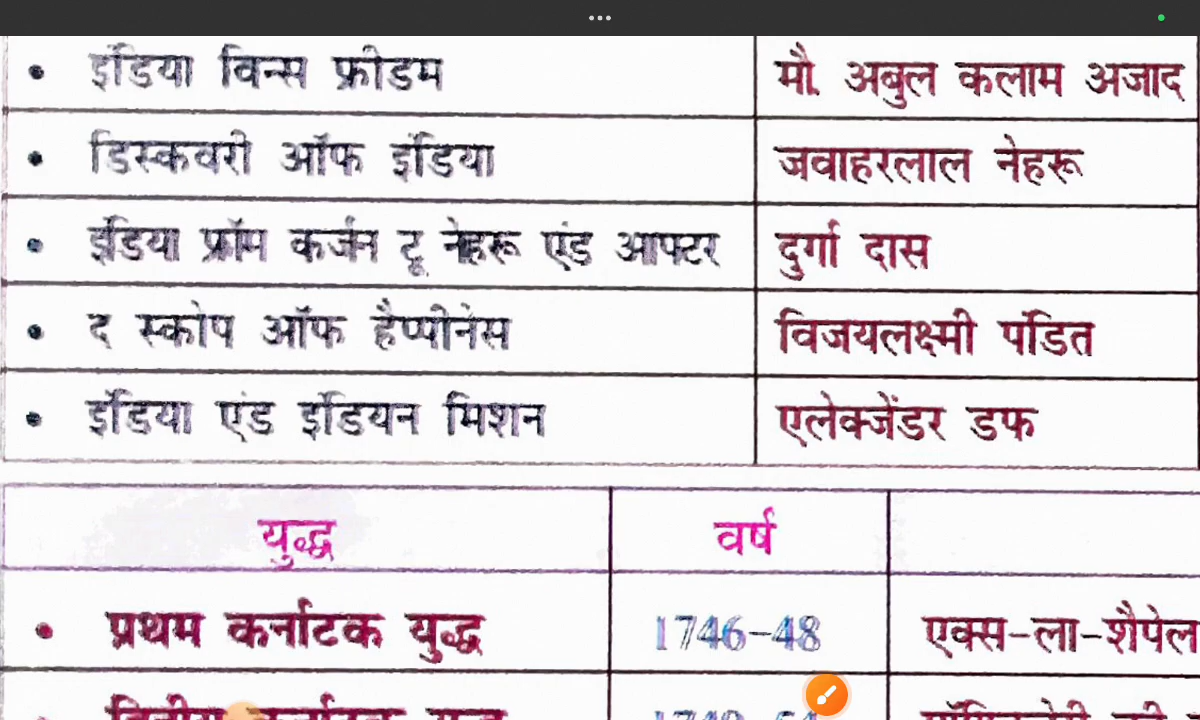 • इंडिया विन्स फ्रीडम मौ. अबुल कलाम अजाद
• डिस्कवरी ऑफ इंडिया जवाहरलाल नेहरू
• इंडिया फ्रॉम कर्जन टू नेहरू एंड आफ्टर दुर्गा दास
• द स्कोप ऑफ हैप्पीनेस विजयलक्ष्मी पंडित
• इंडिया एंड इंडियन मिशन एलेक्जेंडर डफ
युद्ध वर्ष
• प्रथम कर्नाटक युद्ध 1746-48 एक्स-ला-शैपेल